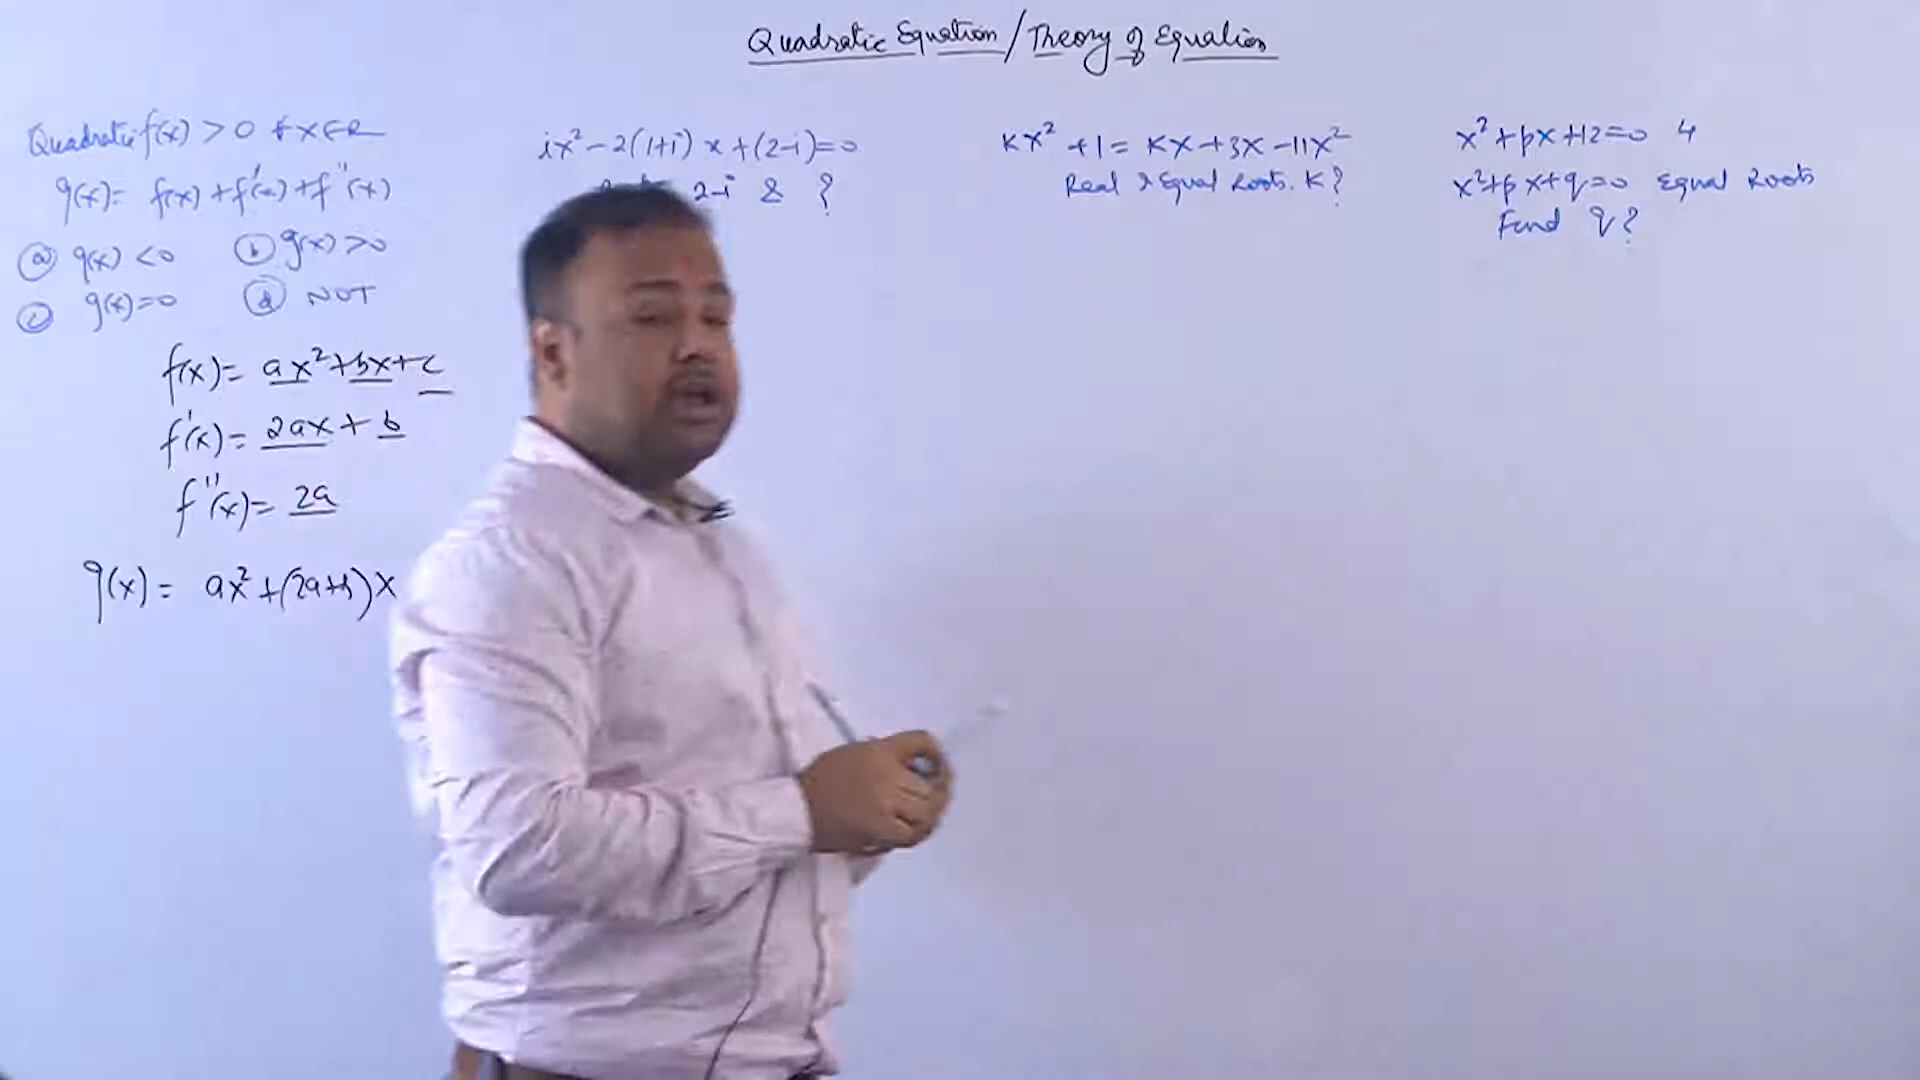 Quadratic Equation/Theory of Equation
Quadratic f(x) > 0 ∀ x ∈ R
g(x) = f(x) + f'(x) + f''(x)
ⓐ g(x) < 0 ⓑ g(x) > 0
ⓒ g(x) = 0 ⓓ NOT
f(x) = ax² + bx + c
f'(x) = 2ax + b
f''(x) = 2a
g(x) = ax² + (2a+b)x
ix² - 2(1+i)x + (2-i) = 0
2-i & ?
Kx² + 1 = Kx + 3x - 11x²
Real & Equal Roots. K?
x² + px + 12 = 0 4
x² + px + q = 0 Equal Roots
Find q?